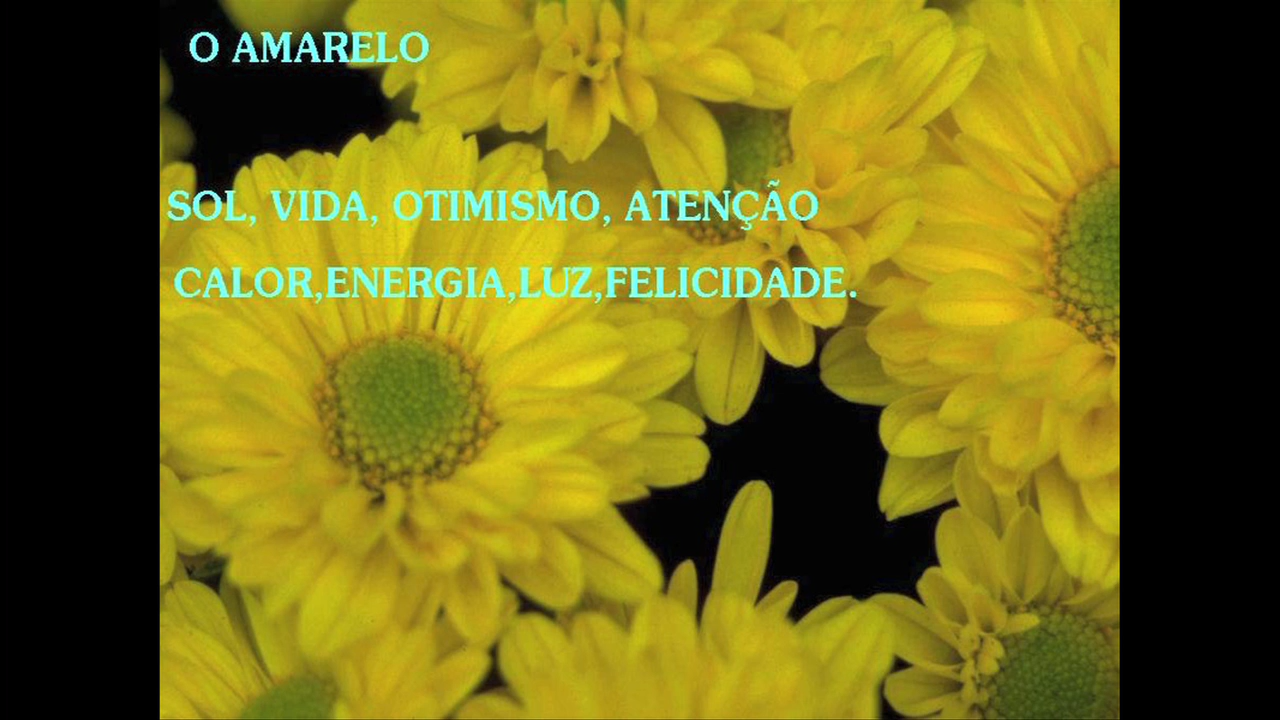 O AMARELO
SOL, VIDA, OTIMISMO, ATENÇÃO
CALOR,ENERGIA,LUZ,FELICIDADE.